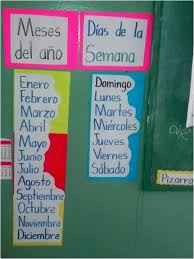 Meses
del año
Días de la
Semana
Enero
Febrero
Marzo
Abril
Mayo
Junio
Julio
Agosto
Septiembre
Octubre
Noviembre
Diciembre
Domingo
Lunes
Martes
Miércoles
Jueves
Viernes
Sábado
Pizarro